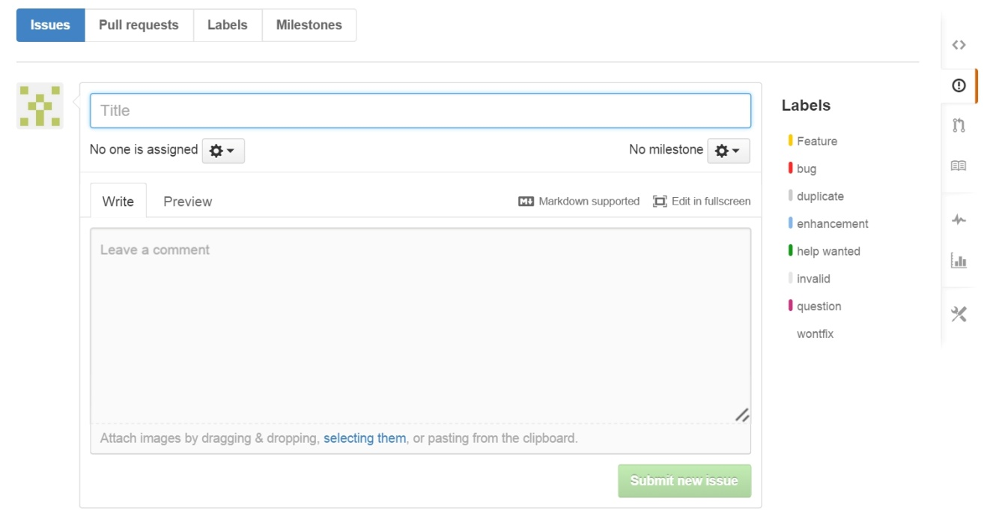 Issues Pull requests Labels Milestones
Title
No one is assigned
No milestone
Write Preview
Markdown supported Edit in fullscreen
Leave a comment
Attach images by dragging & dropping, selecting them, or pasting from the clipboard.
Submit new issue
Labels
Feature
bug
duplicate
enhancement
help wanted
invalid
question
wontfix